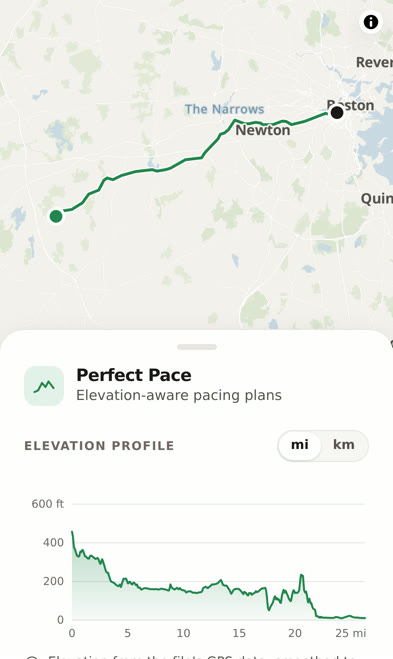 Rever
The Narrows
Boston
Newton
Quin
Perfect Pace
Elevation-aware pacing plans
ELEVATION PROFILE
mi
km
600 ft
400
200
0
0 5 10 15 20 25 mi